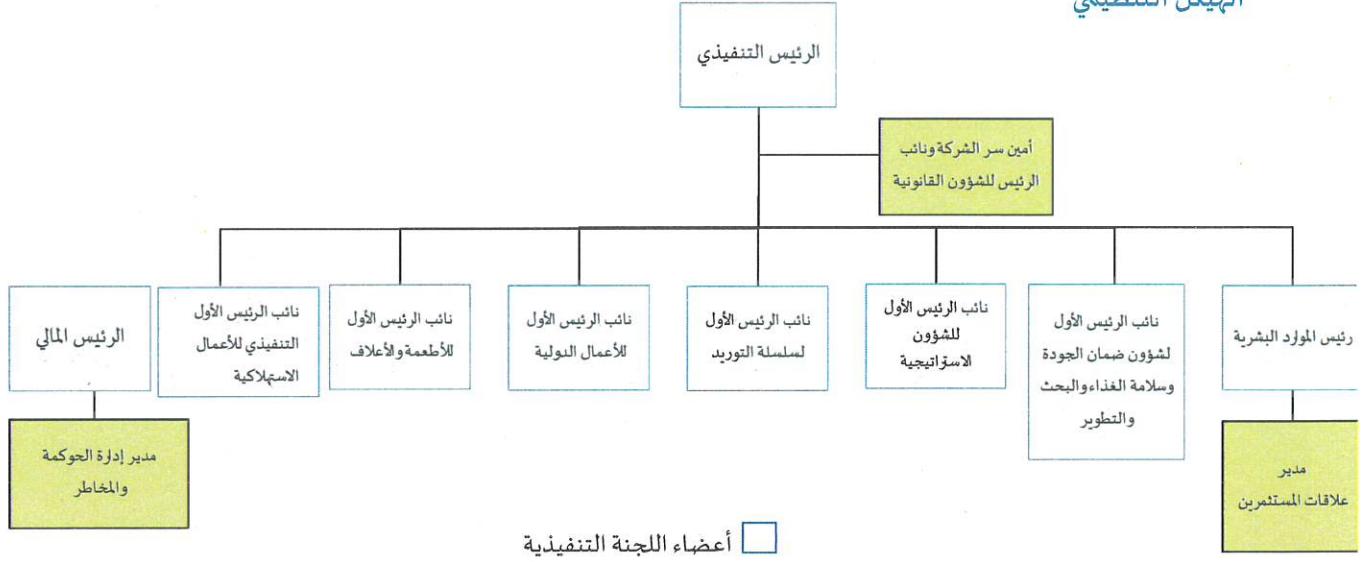 الهيكل التنظيمي
الرئيس التنفيذي
أمين سر الشركة ونائب
الرئيس للشؤون القانونية
رئيس الموارد البشرية
نائب الرئيس الأول
لشؤون ضمان الجودة
وسلامة الغذاء والبحث
والتطوير
نائب الرئيس الأول
للشؤون
الاستراتيجية
نائب الرئيس الأول
لسلسلة التوريد
نائب الرئيس الأول
للأعمال الدولية
نائب الرئيس الأول
للأطعمة والأعلاف
نائب الرئيس الأول
التنفيذي للأعمال
الاستهلاكية
الرئيس المالي
مدير
علاقات المستثمرين
مدير إدارة الحوكمة
والمخاطر
أعضاء اللجنة التنفيذية